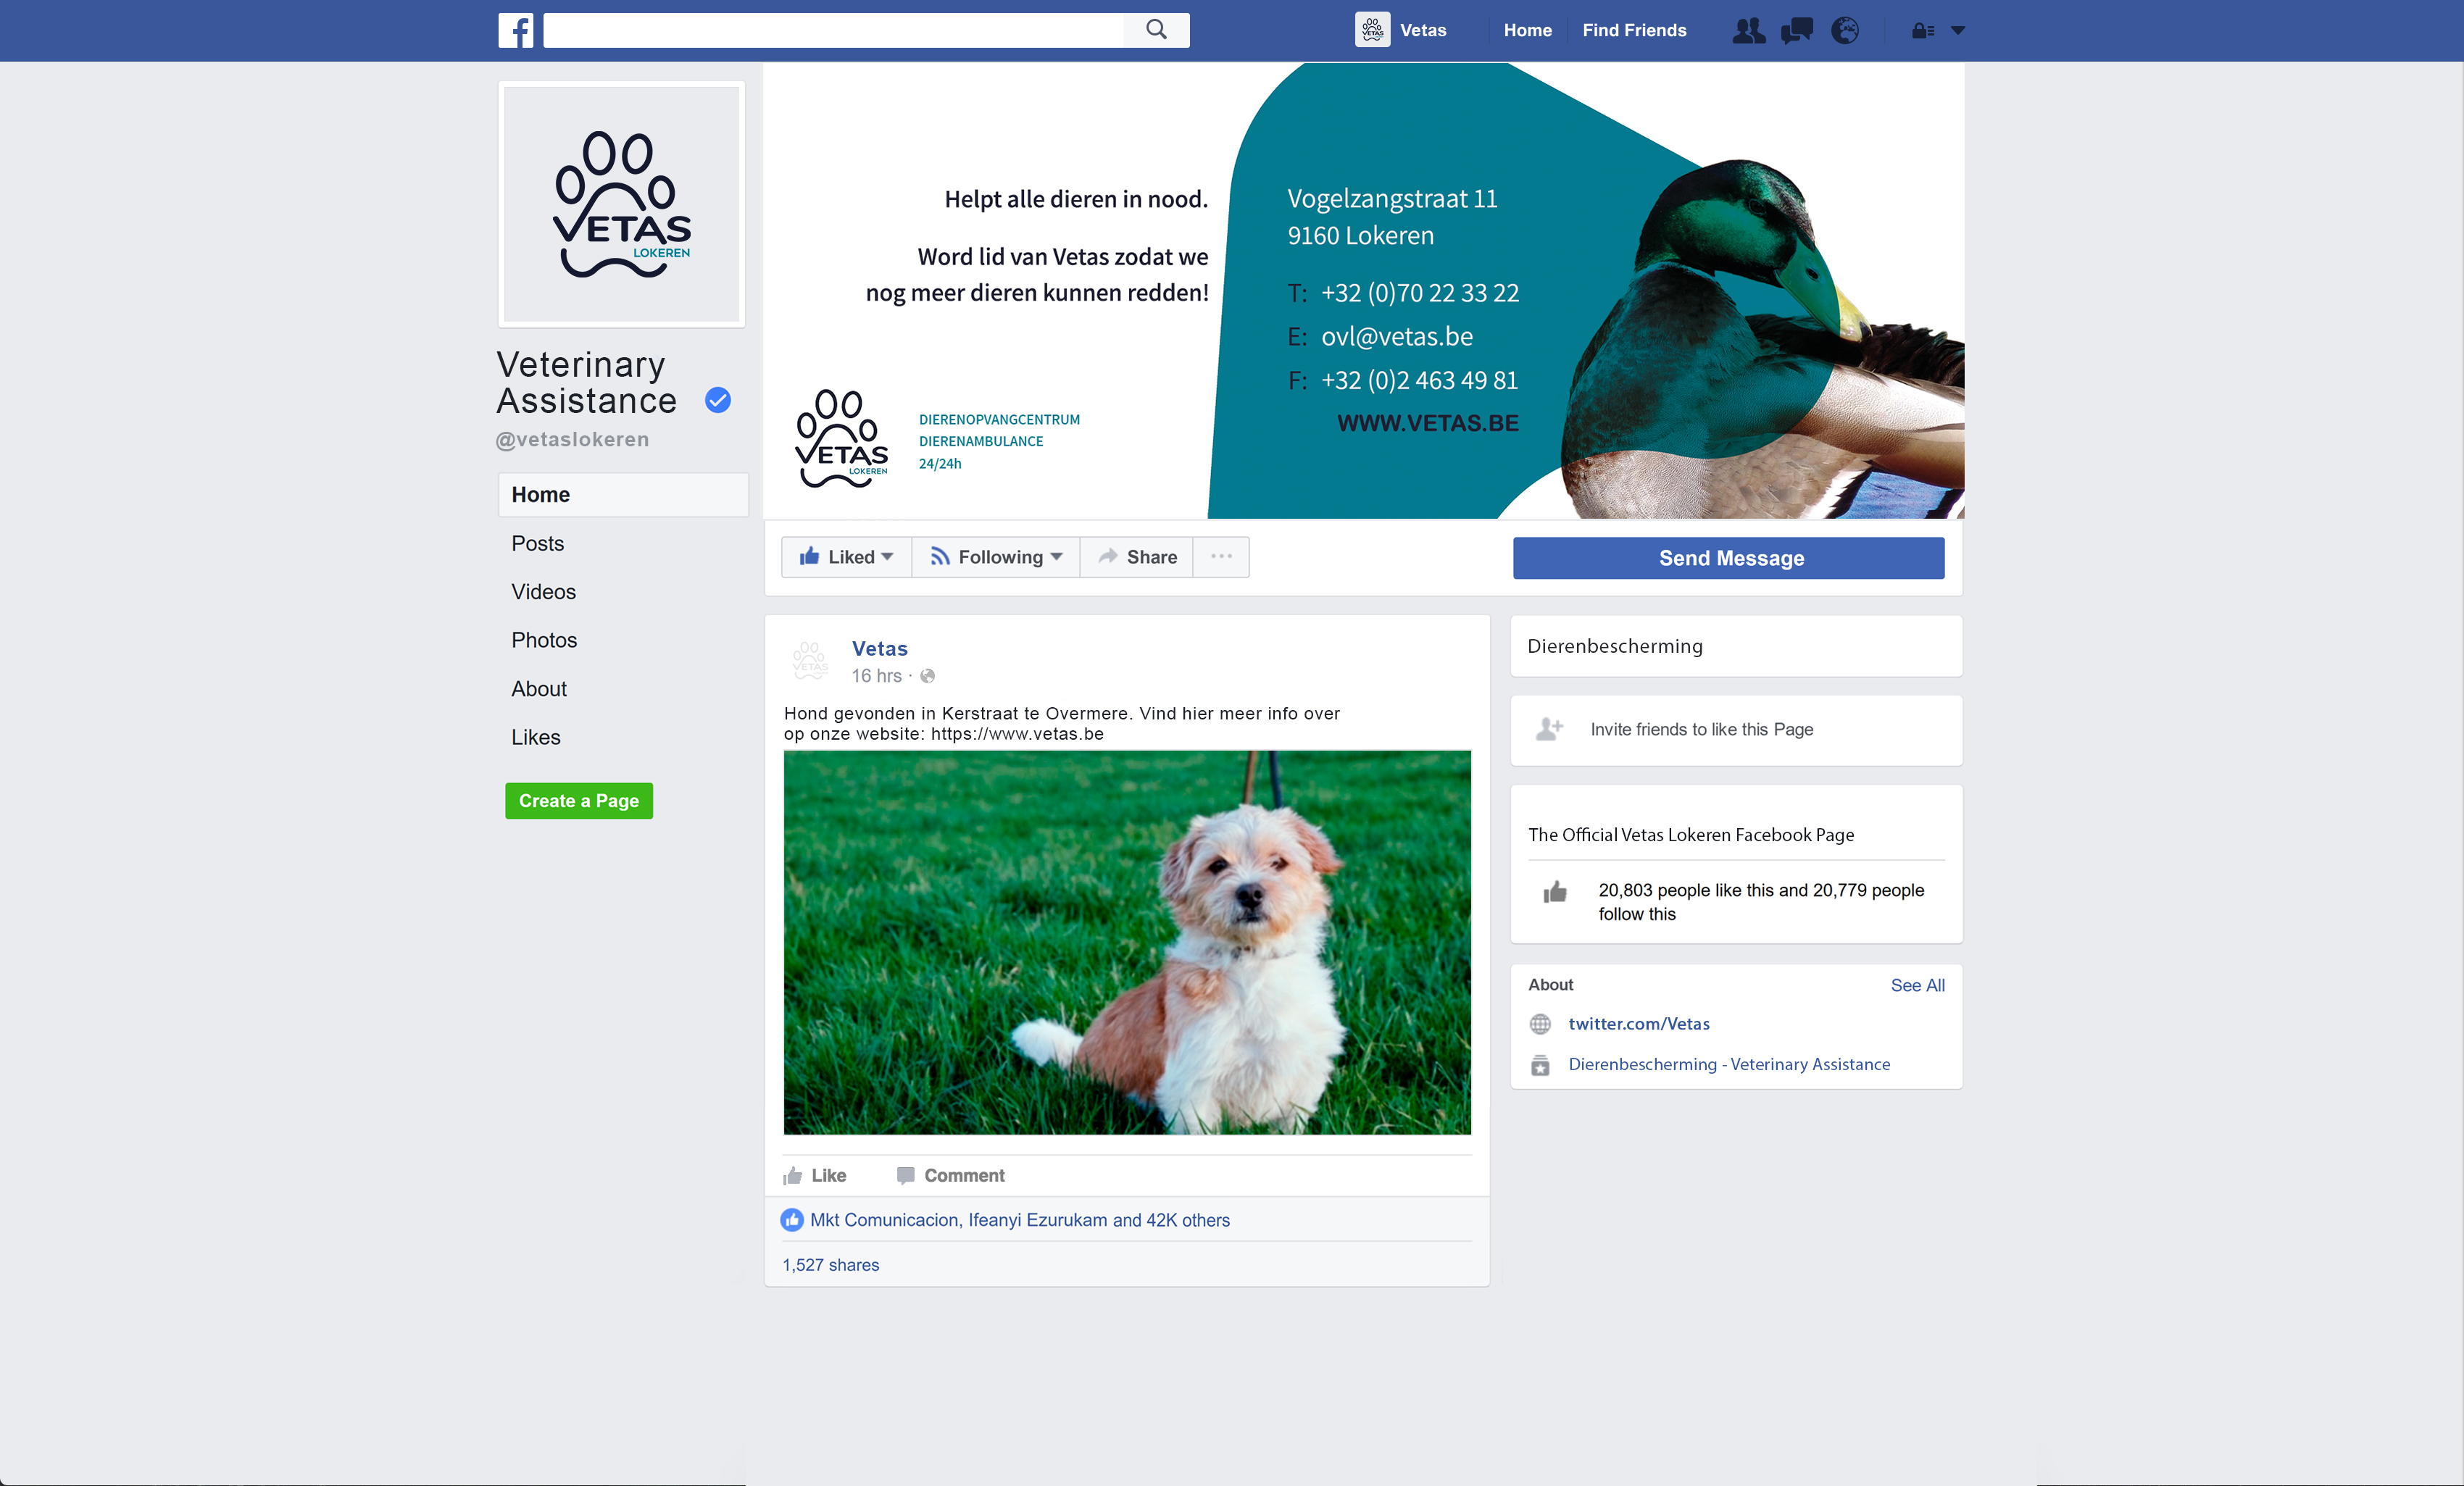 Vetas
Home
Find Friends
VETAS
LOKEREN
Veterinary
Assistance
@vetaslokeren
Home
Posts
Videos
Photos
About
Likes
Create a Page
Helpt alle dieren in nood.
Word lid van Vetas zodat we
nog meer dieren kunnen redden!
VETAS
LOKEREN
DIERENOPVANGCENTRUM
DIERENAMBULANCE
24/24h
Vogelzangstraat 11
9160 Lokeren
T: +32 (0)70 22 33 22
E: ovl@vetas.be
F: +32 (0)2 463 49 81
WWW.VETAS.BE
Liked
Following
Share
Send Message
VETAS
Vetas
16 hrs ·
Hond gevonden in Kerstraat te Overmere. Vind hier meer info over
op onze website: https://www.vetas.be
Like
Comment
Mkt Comunicacion, Ifeanyi Ezurukam and 42K others
1,527 shares
Dierenbescherming
Invite friends to like this Page
The Official Vetas Lokeren Facebook Page
20,803 people like this and 20,779 people
follow this
About
See All
twitter.com/Vetas
Dierenbescherming - Veterinary Assistance